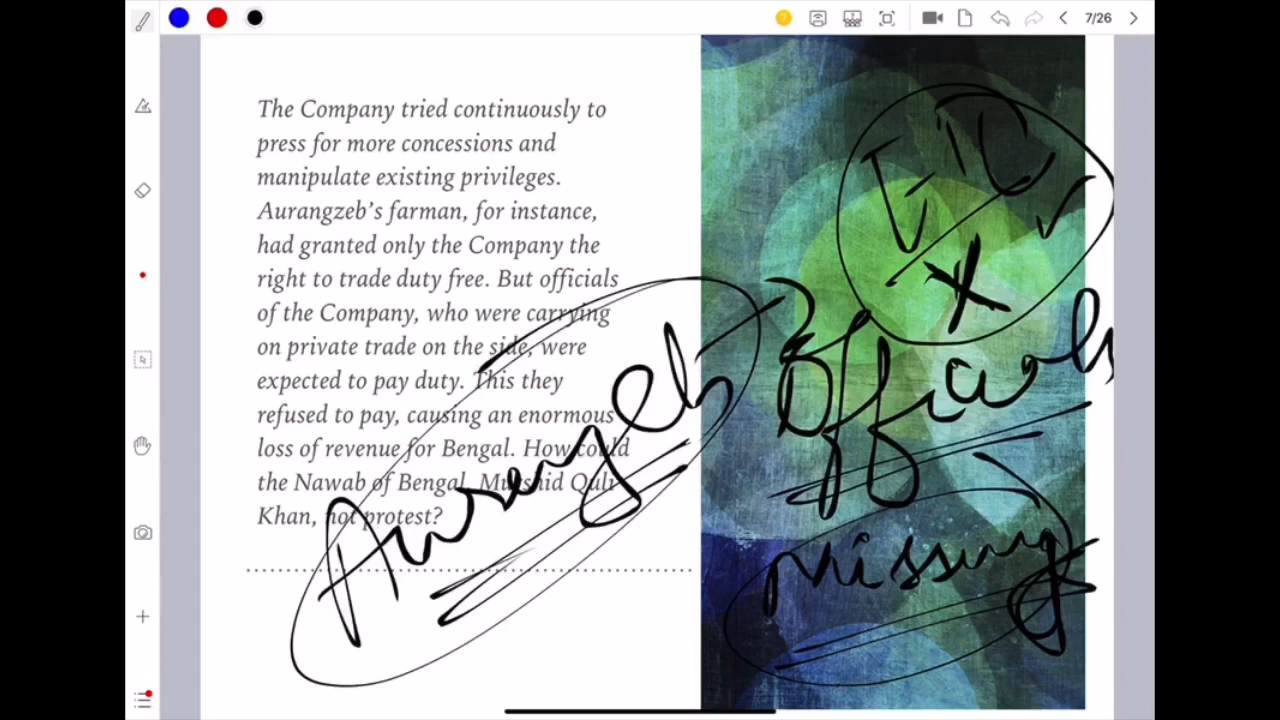 7/26
The Company tried continuously to
press for more concessions and
manipulate existing privileges.
Aurangzeb's farman, for instance,
had granted only the Company the
right to trade duty free. But officials
of the Company, who were carrying
on private trade on the side, were
expected to pay duty. This they
refused to pay, causing an enormous
loss of revenue for Bengal. How could
the Nawab of Bengal, Murshid Quli
Khan, not protest?
EIC
Officials